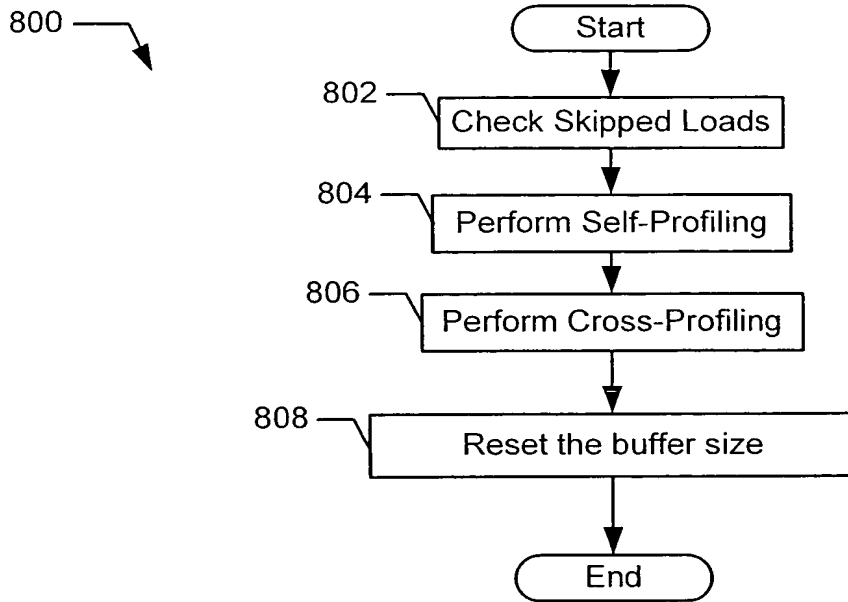 800
Start
802
Check Skipped Loads
804
Perform Self-Profiling
806
Perform Cross-Profiling
808
Reset the buffer size
End